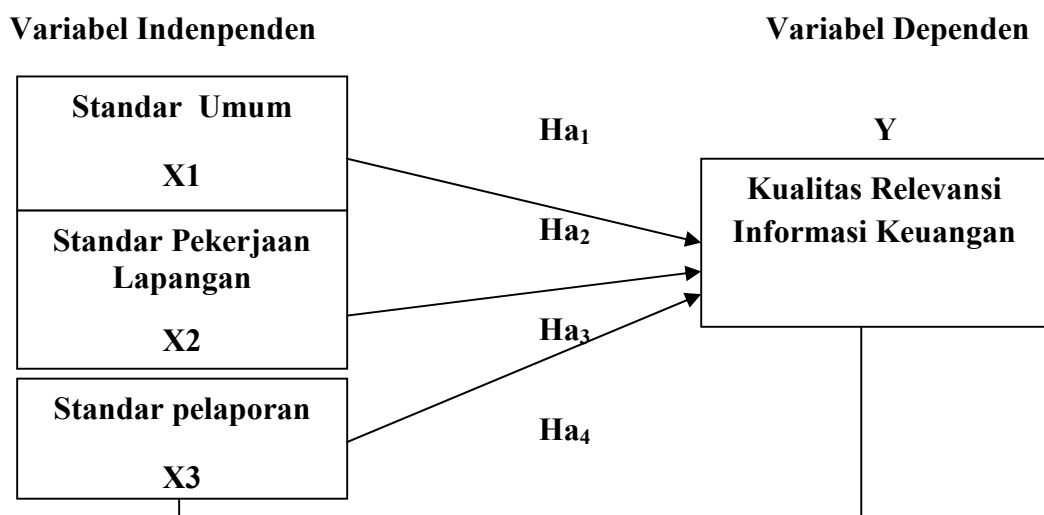 Variabel Indenpenden
Variabel Dependen
Standar Umum
X1
Standar Pekerjaan
Lapangan
X2
Standar pelaporan
X3
Ha₁
Ha₂
Ha₃
Ha₄
Y
Kualitas Relevansi
Informasi Keuangan